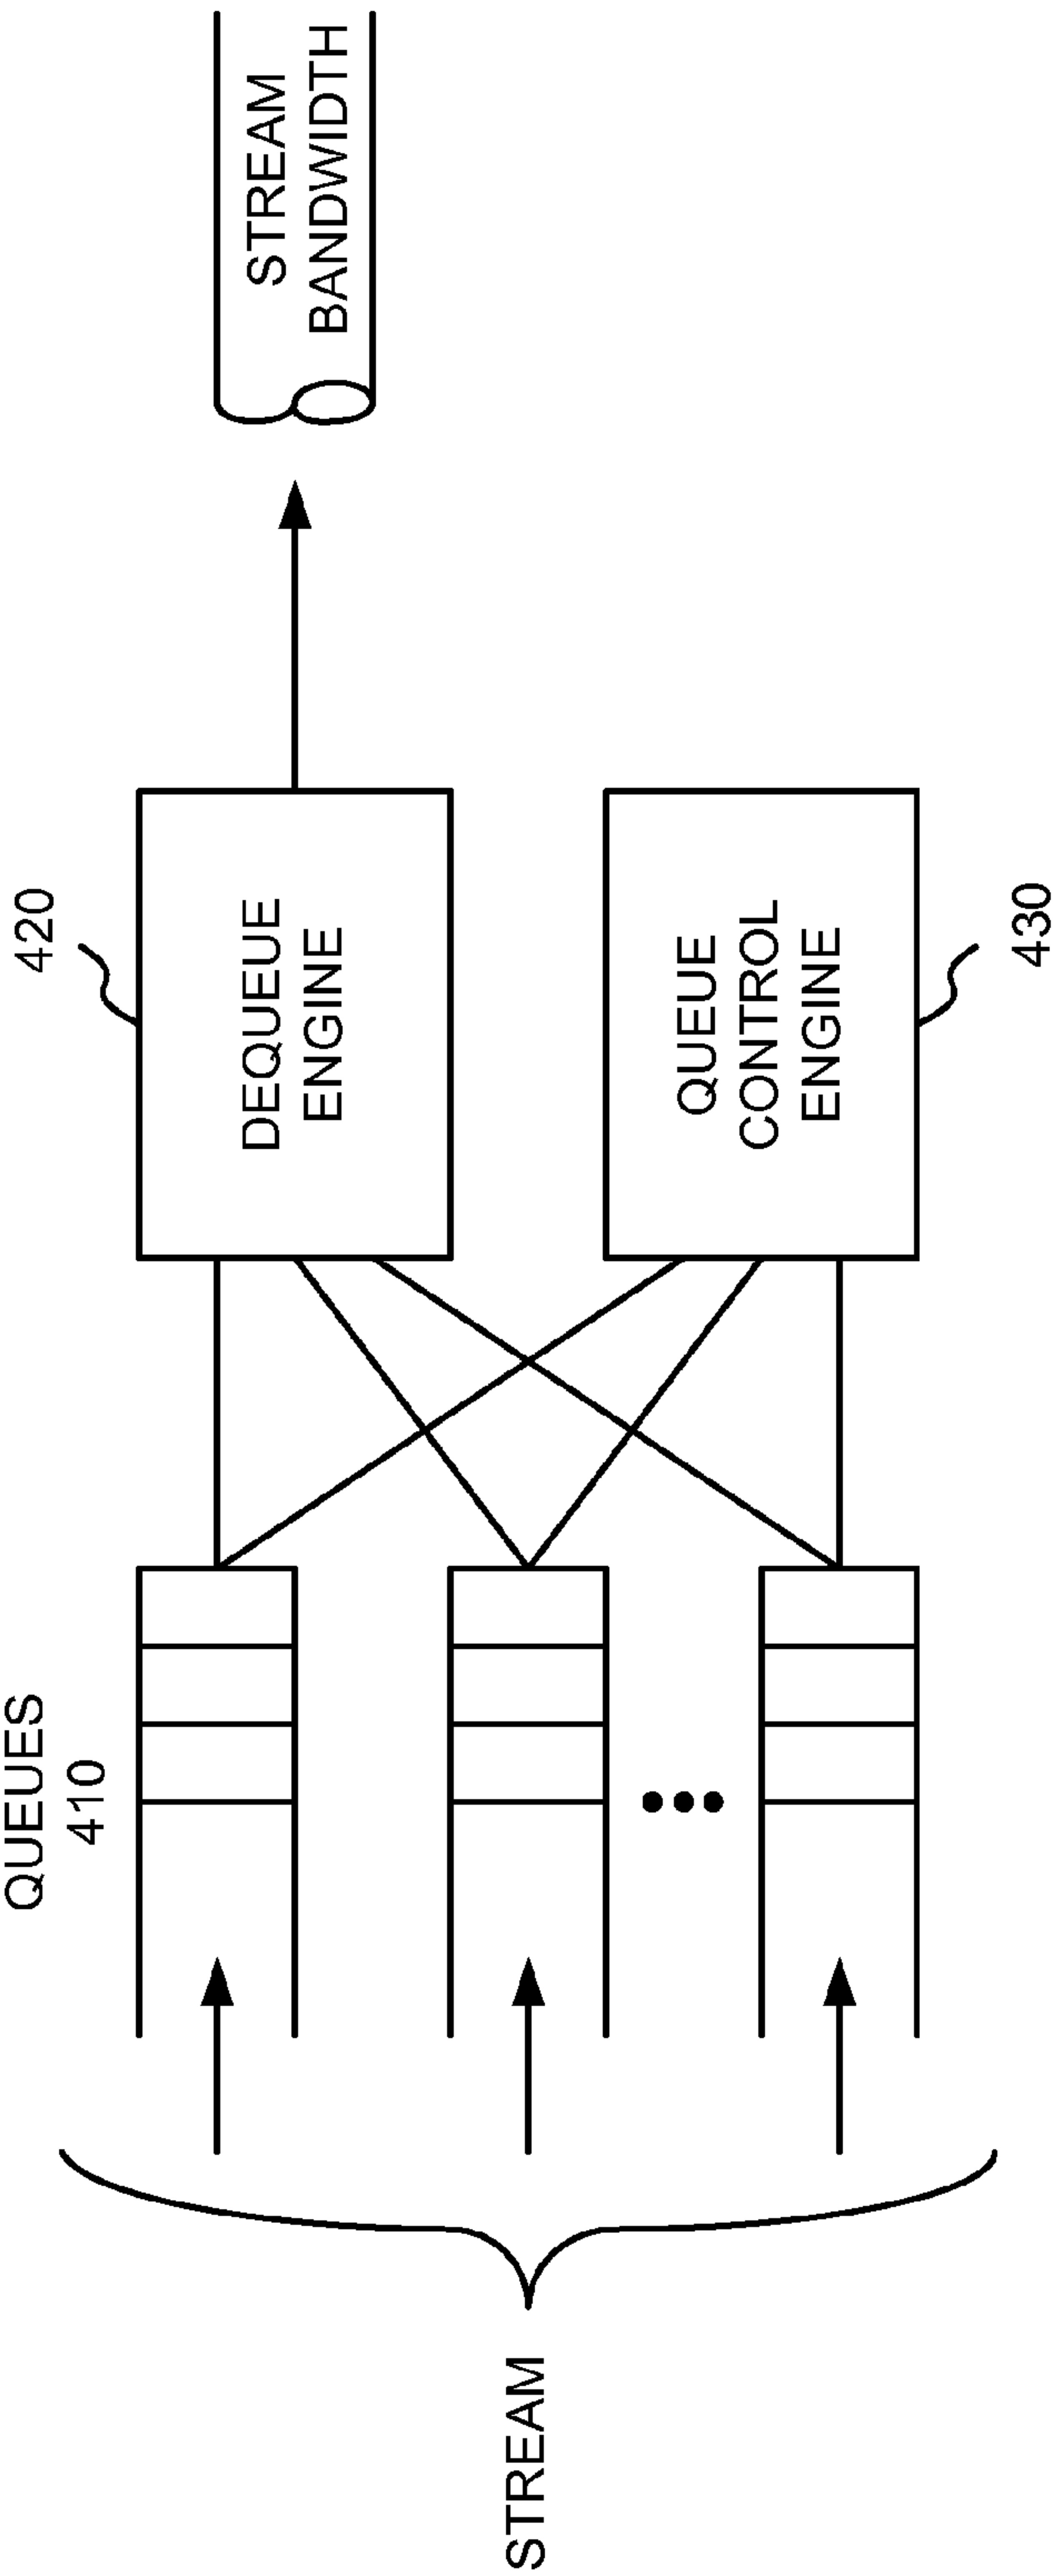 QUEUES
410
420
DEQUEUE
ENGINE
STREAM
BANDWIDTH
STREAM
QUEUE
CONTROL
ENGINE
430